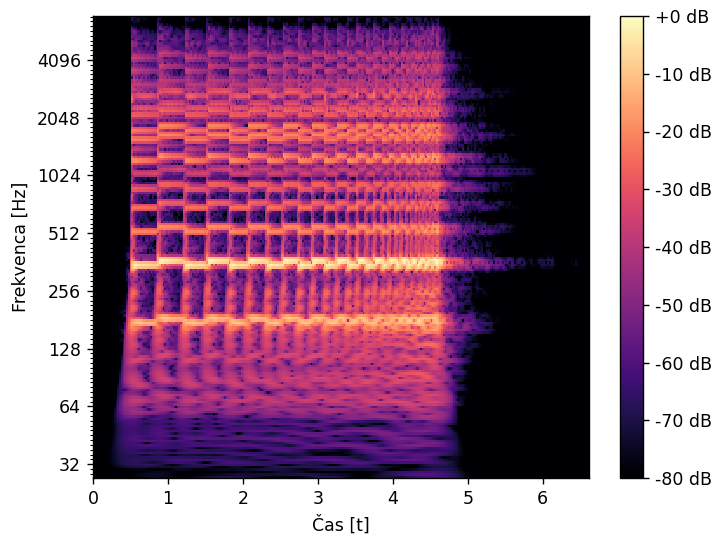 +0 dB
4096
-10 dB
2048
-20 dB
1024
-30 dB
512
-40 dB
Frekvenca [Hz]
256
-50 dB
128
-60 dB
64
-70 dB
32
-80 dB
0 1 2 3 4 5 6
Čas [t]